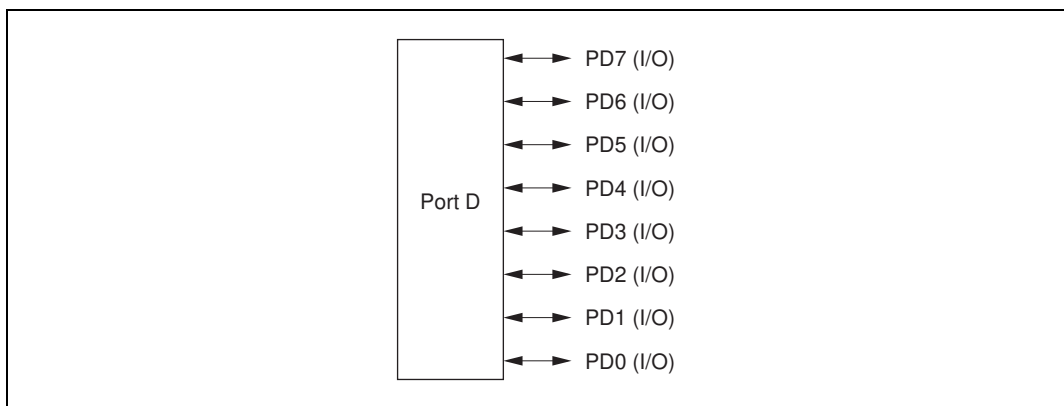 PD7 (I/O)
PD6 (I/O)
PD5 (I/O)
PD4 (I/O)
Port D
PD3 (I/O)
PD2 (I/O)
PD1 (I/O)
PD0 (I/O)